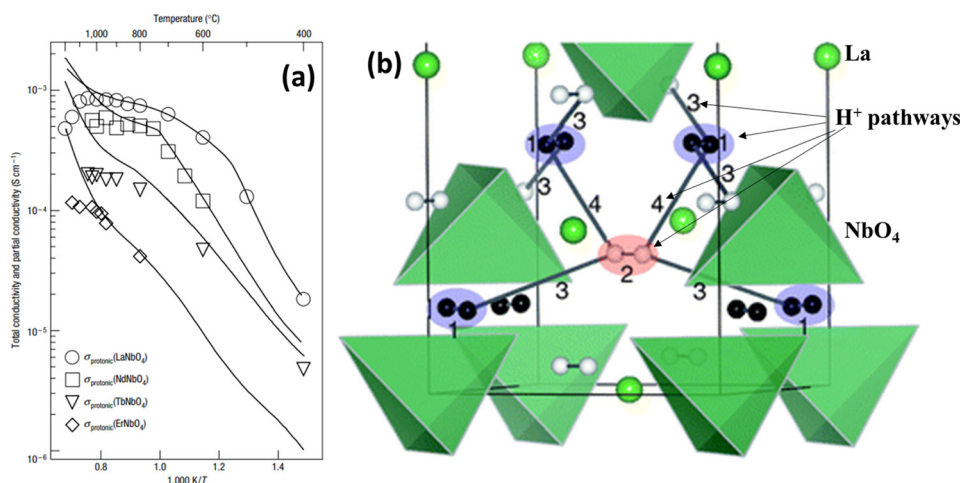 Temperature (°C)
1,000 800 600 400
Total conductivity and partial conductivity (S cm⁻¹)
10⁻³
10⁻⁴
10⁻⁵
10⁻⁶
(a)
σprotonic(LaNbO₄)
σprotonic(NdNbO₄)
σprotonic(TbNbO₄)
σprotonic(ErNbO₄)
0.8 1.0 1.2 1.4
1,000 K/T
(b)
La
H⁺ pathways
NbO₄
3
3
1
1
3
3
4
4
2
3
3
1
1